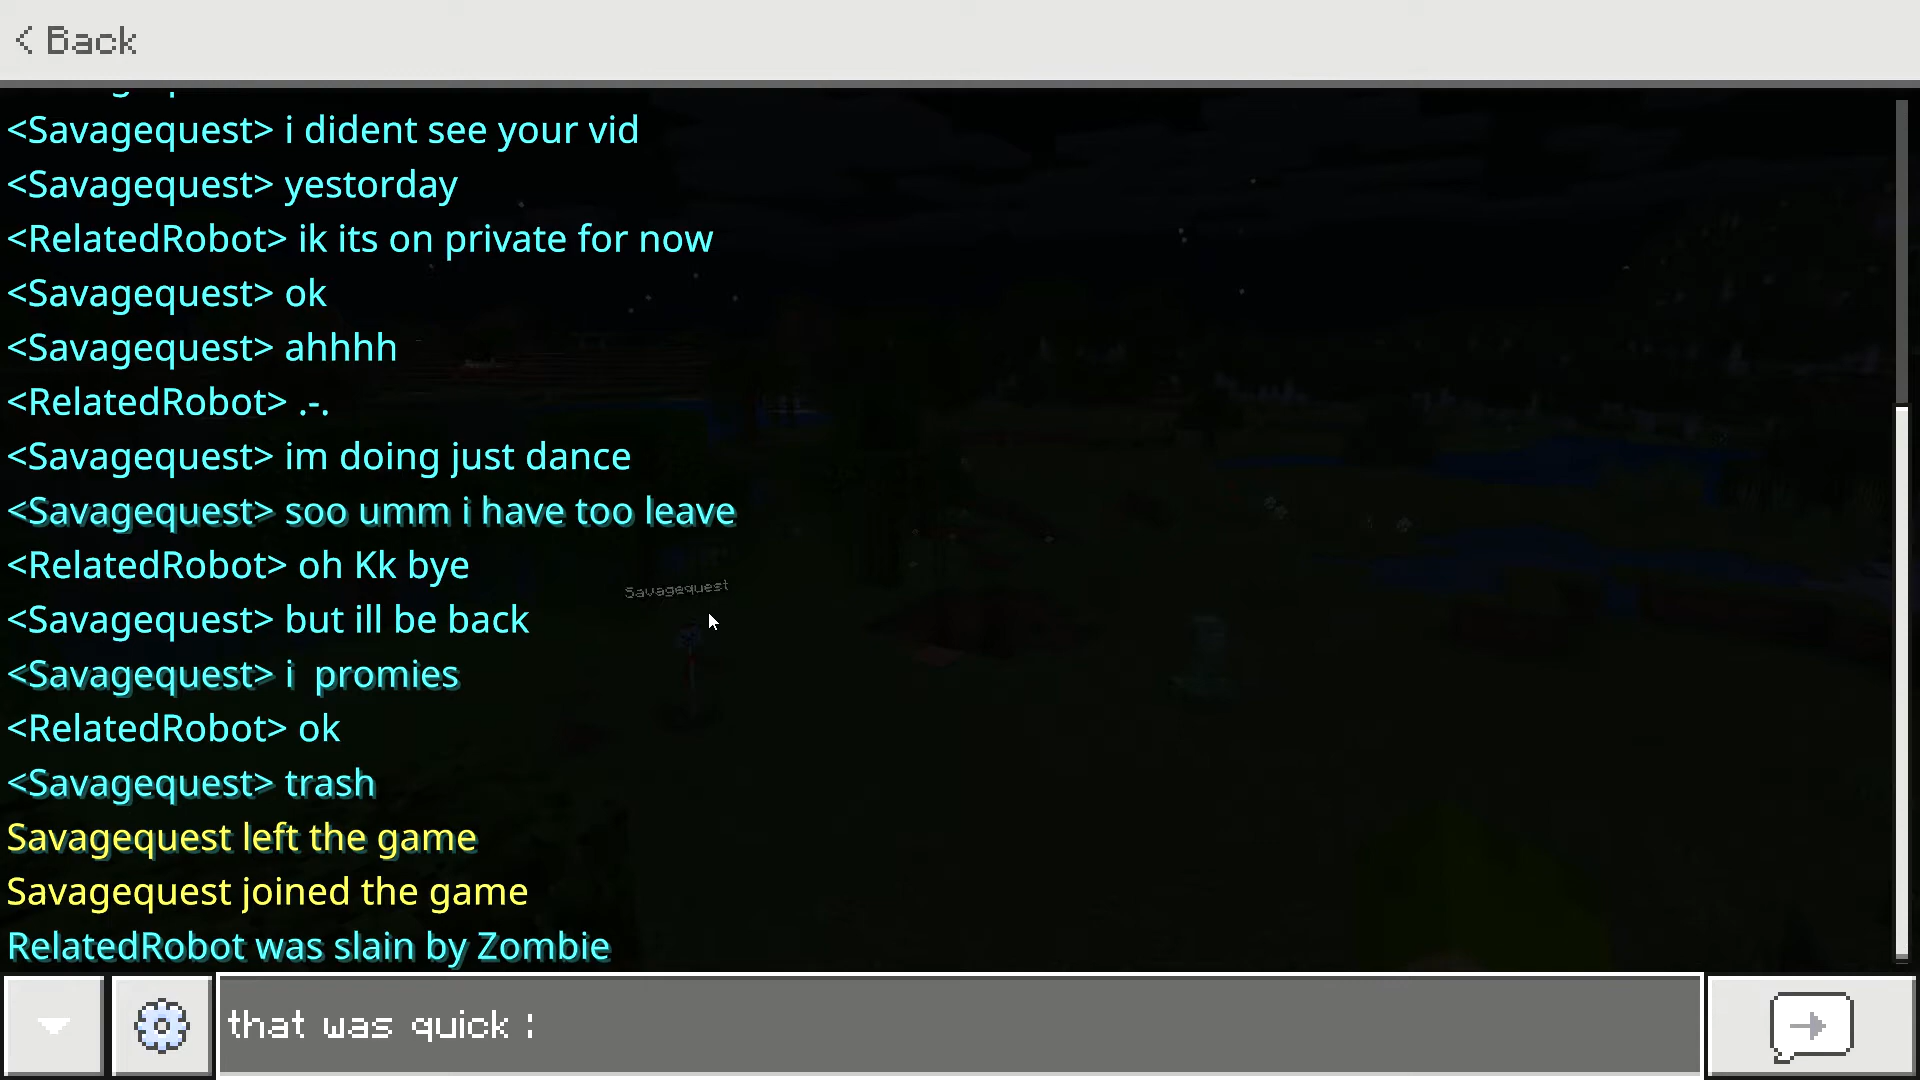 < Back
<Savagequest> i dident see your vid
<Savagequest> yestorday
<RelatedRobot> ik its on private for now
<Savagequest> ok
<Savagequest> ahhhh
<RelatedRobot> .-.
<Savagequest> im doing just dance
<Savagequest> soo umm i have too leave
<RelatedRobot> oh Kk bye
Savagequest
<Savagequest> but ill be back
<Savagequest> i  promies
<RelatedRobot> ok
<Savagequest> trash
Savagequest left the game
Savagequest joined the game
RelatedRobot was slain by Zombie
that was quick :